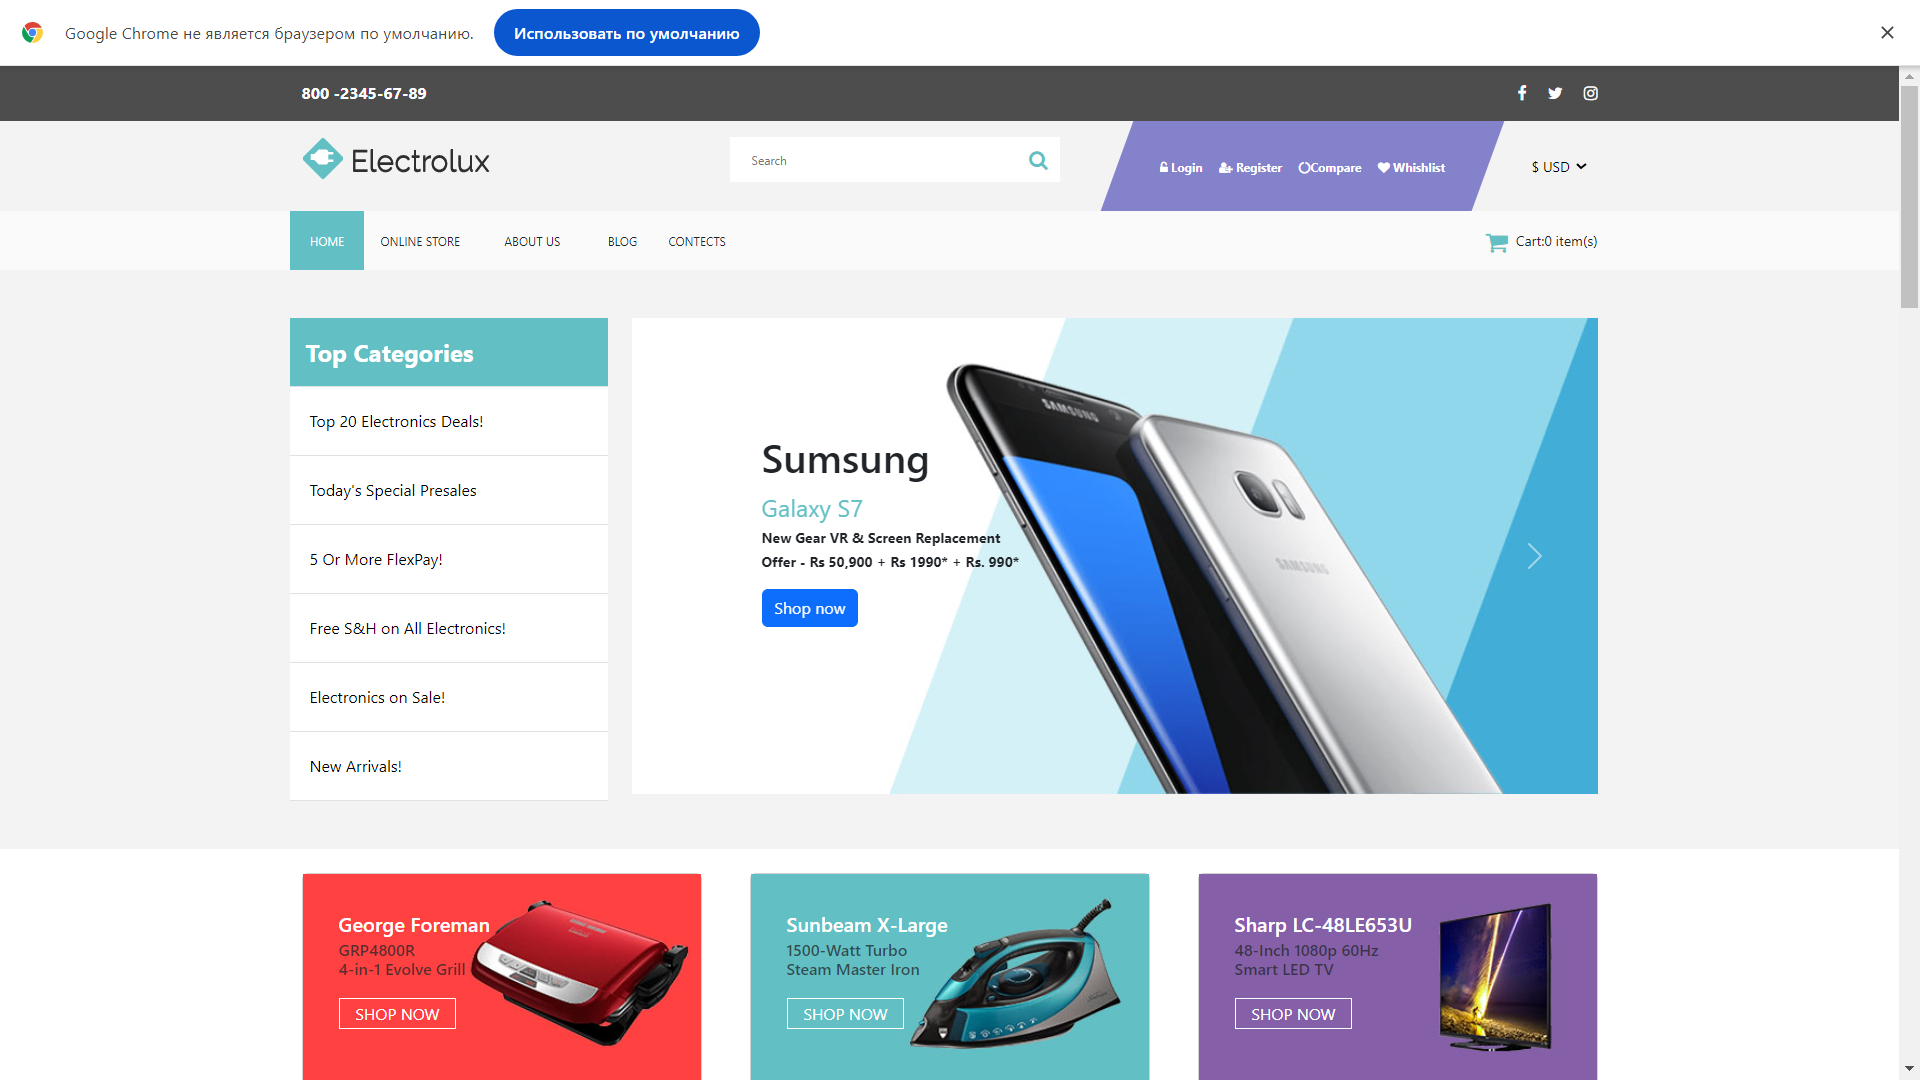 Google Chrome не является браузером по умолчанию.
Использовать по умолчанию
800 -2345-67-89
Electrolux
Search
Login
Register
Compare
Whishlist
$ USD
HOME
ONLINE STORE
ABOUT US
BLOG
CONTACTS
Cart:0 item(s)
Top Categories
Top 20 Electronics Deals!
Today's Special Presales
5 Or More FlexPay!
Free S&H on All Electronics!
Electronics on Sale!
New Arrivals!
Sumsung
Galaxy S7
New Gear VR & Screen Replacement
Offer - Rs 50,900 + Rs 1990* + Rs. 990*
Shop now
SAMSUNG
SAMSUNG
George Foreman
GRP4800R
4-in-1 Evolve Grill
SHOP NOW
Sunbeam X-Large
1500-Watt Turbo
Steam Master Iron
SHOP NOW
Sharp LC-48LE653U
48-Inch 1080p 60Hz
Smart LED TV
SHOP NOW